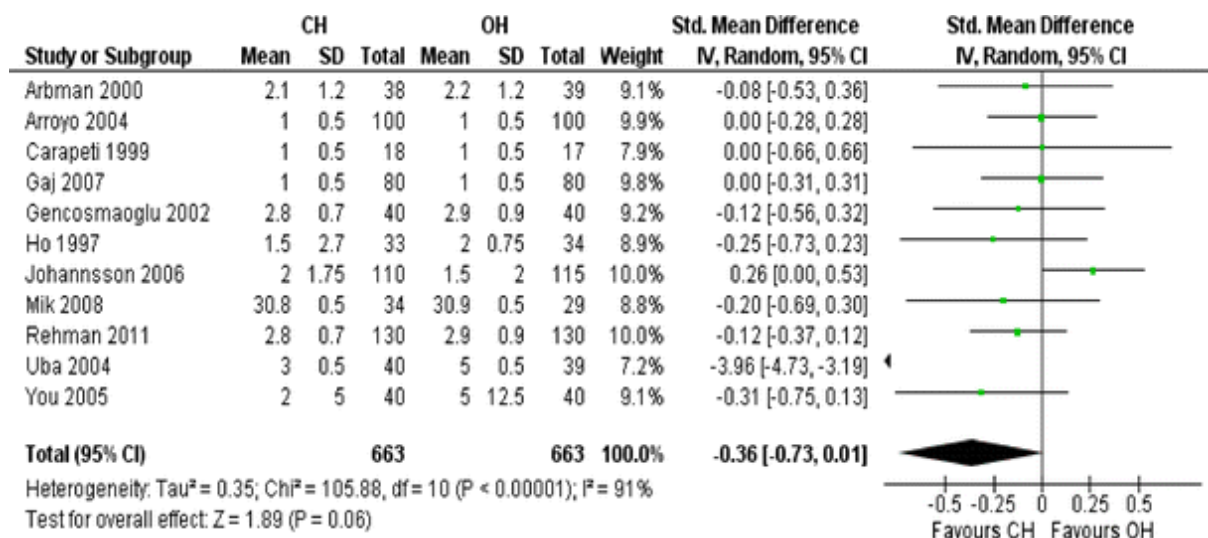 CH OH Std. Mean Difference Std. Mean Difference
Study or Subgroup Mean SD Total Mean SD Total Weight IV, Random, 95% CI IV, Random, 95% CI
Arbman 2000 2.1 1.2 38 2.2 1.2 39 9.1% -0.08 [-0.53, 0.36]
Arroyo 2004 1 0.5 100 1 0.5 100 9.9% 0.00 [-0.28, 0.28]
Carapeti 1999 1 0.5 18 1 0.5 17 7.9% 0.00 [-0.66, 0.66]
Gaj 2007 1 0.5 80 1 0.5 80 9.8% 0.00 [-0.31, 0.31]
Gencosmaoglu 2002 2.8 0.7 40 2.9 0.9 40 9.2% -0.12 [-0.56, 0.32]
Ho 1997 1.5 2.7 33 2 0.75 34 8.9% -0.25 [-0.73, 0.23]
Johannsson 2006 2 1.75 110 1.5 2 115 10.0% 0.26 [0.00, 0.53]
Mik 2008 30.8 0.5 34 30.9 0.5 29 8.8% -0.20 [-0.69, 0.30]
Rehman 2011 2.8 0.7 130 2.9 0.9 130 10.0% -0.12 [-0.37, 0.12]
Uba 2004 3 0.5 40 5 0.5 39 7.2% -3.96 [-4.73, -3.19]
You 2005 2 5 40 5 12.5 40 9.1% -0.31 [-0.75, 0.13]
Total (95% CI) 663 663 100.0% -0.36 [-0.73, 0.01]
Heterogeneity: Tau² = 0.35; Chi² = 105.88, df = 10 (P < 0.00001); I² = 91%
Test for overall effect: Z = 1.89 (P = 0.06)
-0.5 -0.25 0 0.25 0.5
Favours CH Favours OH